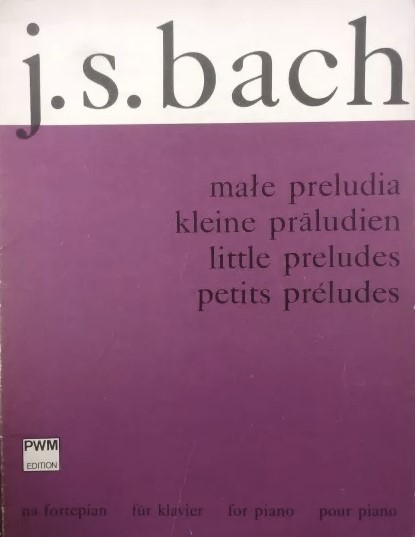 j.s.bach
małe preludia
kleine präludien
little preludes
petits préludes
PWM
EDITION
na fortepian für klavier for piano pour piano